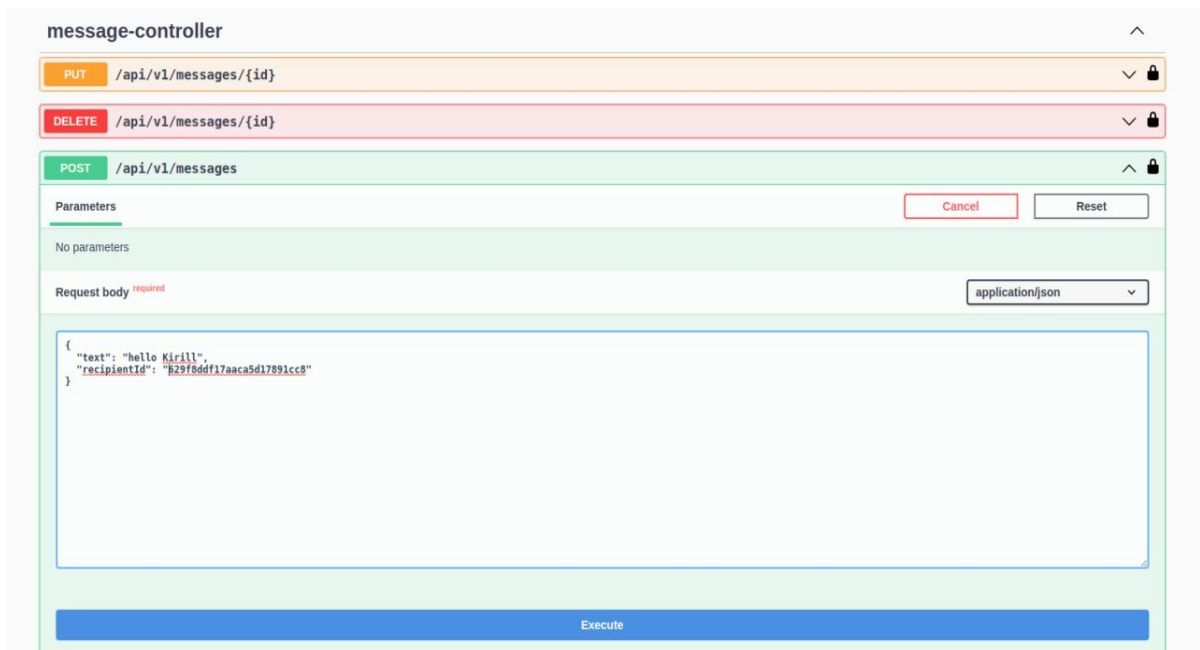 message-controller
PUT /api/v1/messages/{id}
DELETE /api/v1/messages/{id}
POST /api/v1/messages
Parameters Cancel Reset
No parameters
Request body required application/json
{
"text": "hello Kirill",
"recipientId": "629f8ddf17aaca5d17891cc8"
}
Execute